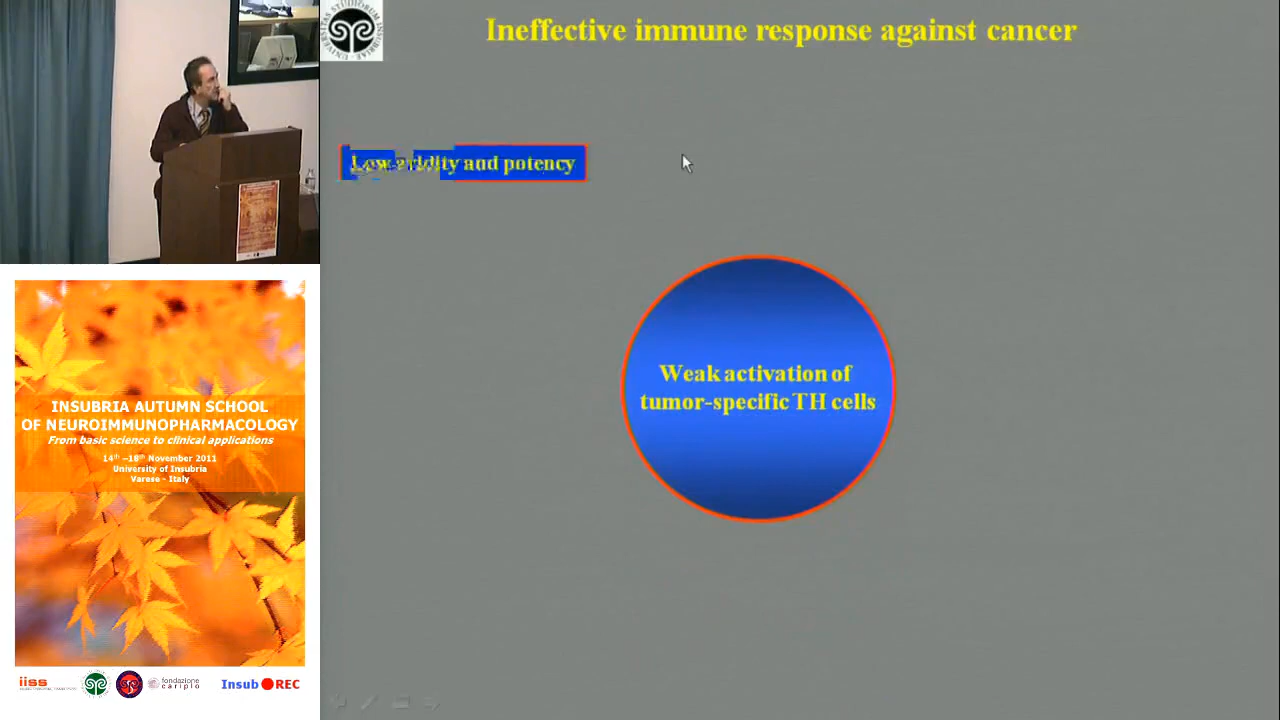 Ineffective immune response against cancer
Low avidity and potency
Weak activation of
tumor-specific TH cells
INSUBRIA AUTUMN SCHOOL
OF NEUROIMMUNOPHARMACOLOGY
From basic science to clinical applications
14th –18th November 2011
University of Insubria
Varese - Italy
iiss
fondazione
cariplo
Insub REC